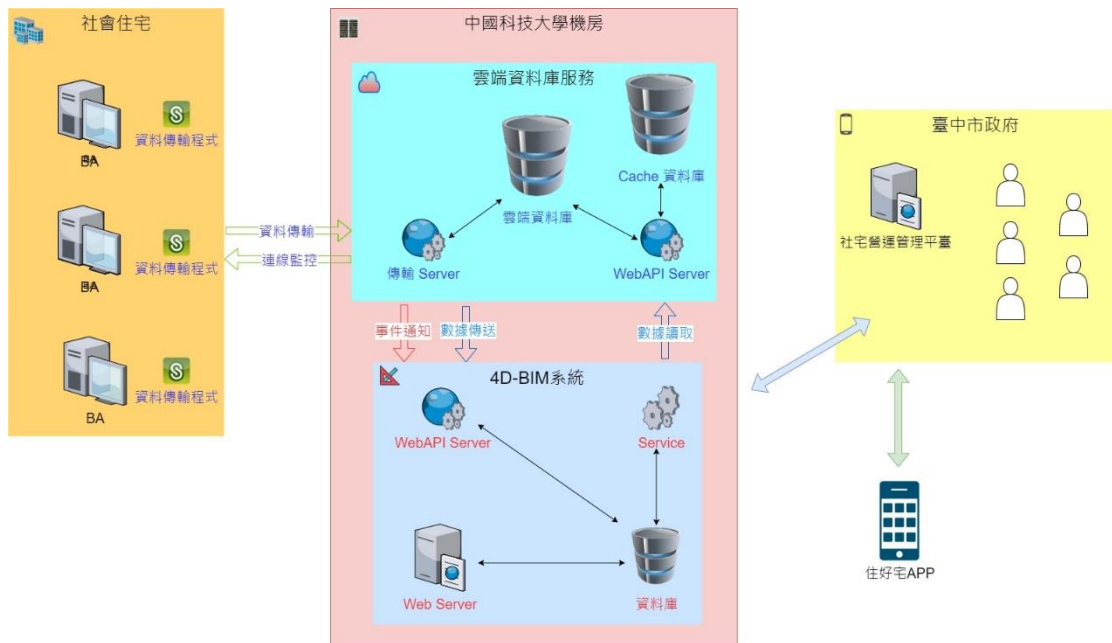 社會住宅
BA
資料傳輸程式
BA
資料傳輸程式
BA
資料傳輸程式
資料傳輸
連線監控
中國科技大學機房
雲端資料庫服務
雲端資料庫
Cache 資料庫
傳輸 Server
WebAPI Server
事件通知
數據傳送
數據讀取
4D-BIM系統
WebAPI Server
Service
Web Server
資料庫
臺中市政府
社宅營運管理平臺
住好宅APP